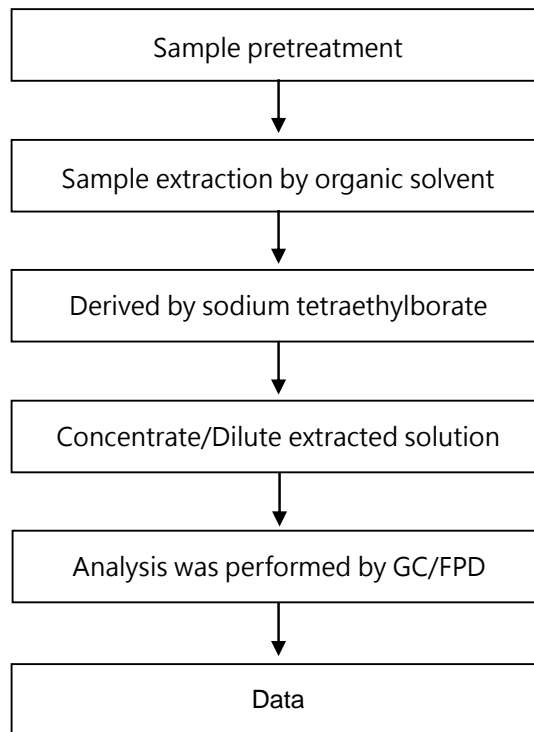 Sample pretreatment
Sample extraction by organic solvent
Derived by sodium tetraethylborate
Concentrate/Dilute extracted solution
Analysis was performed by GC/FPD
Data